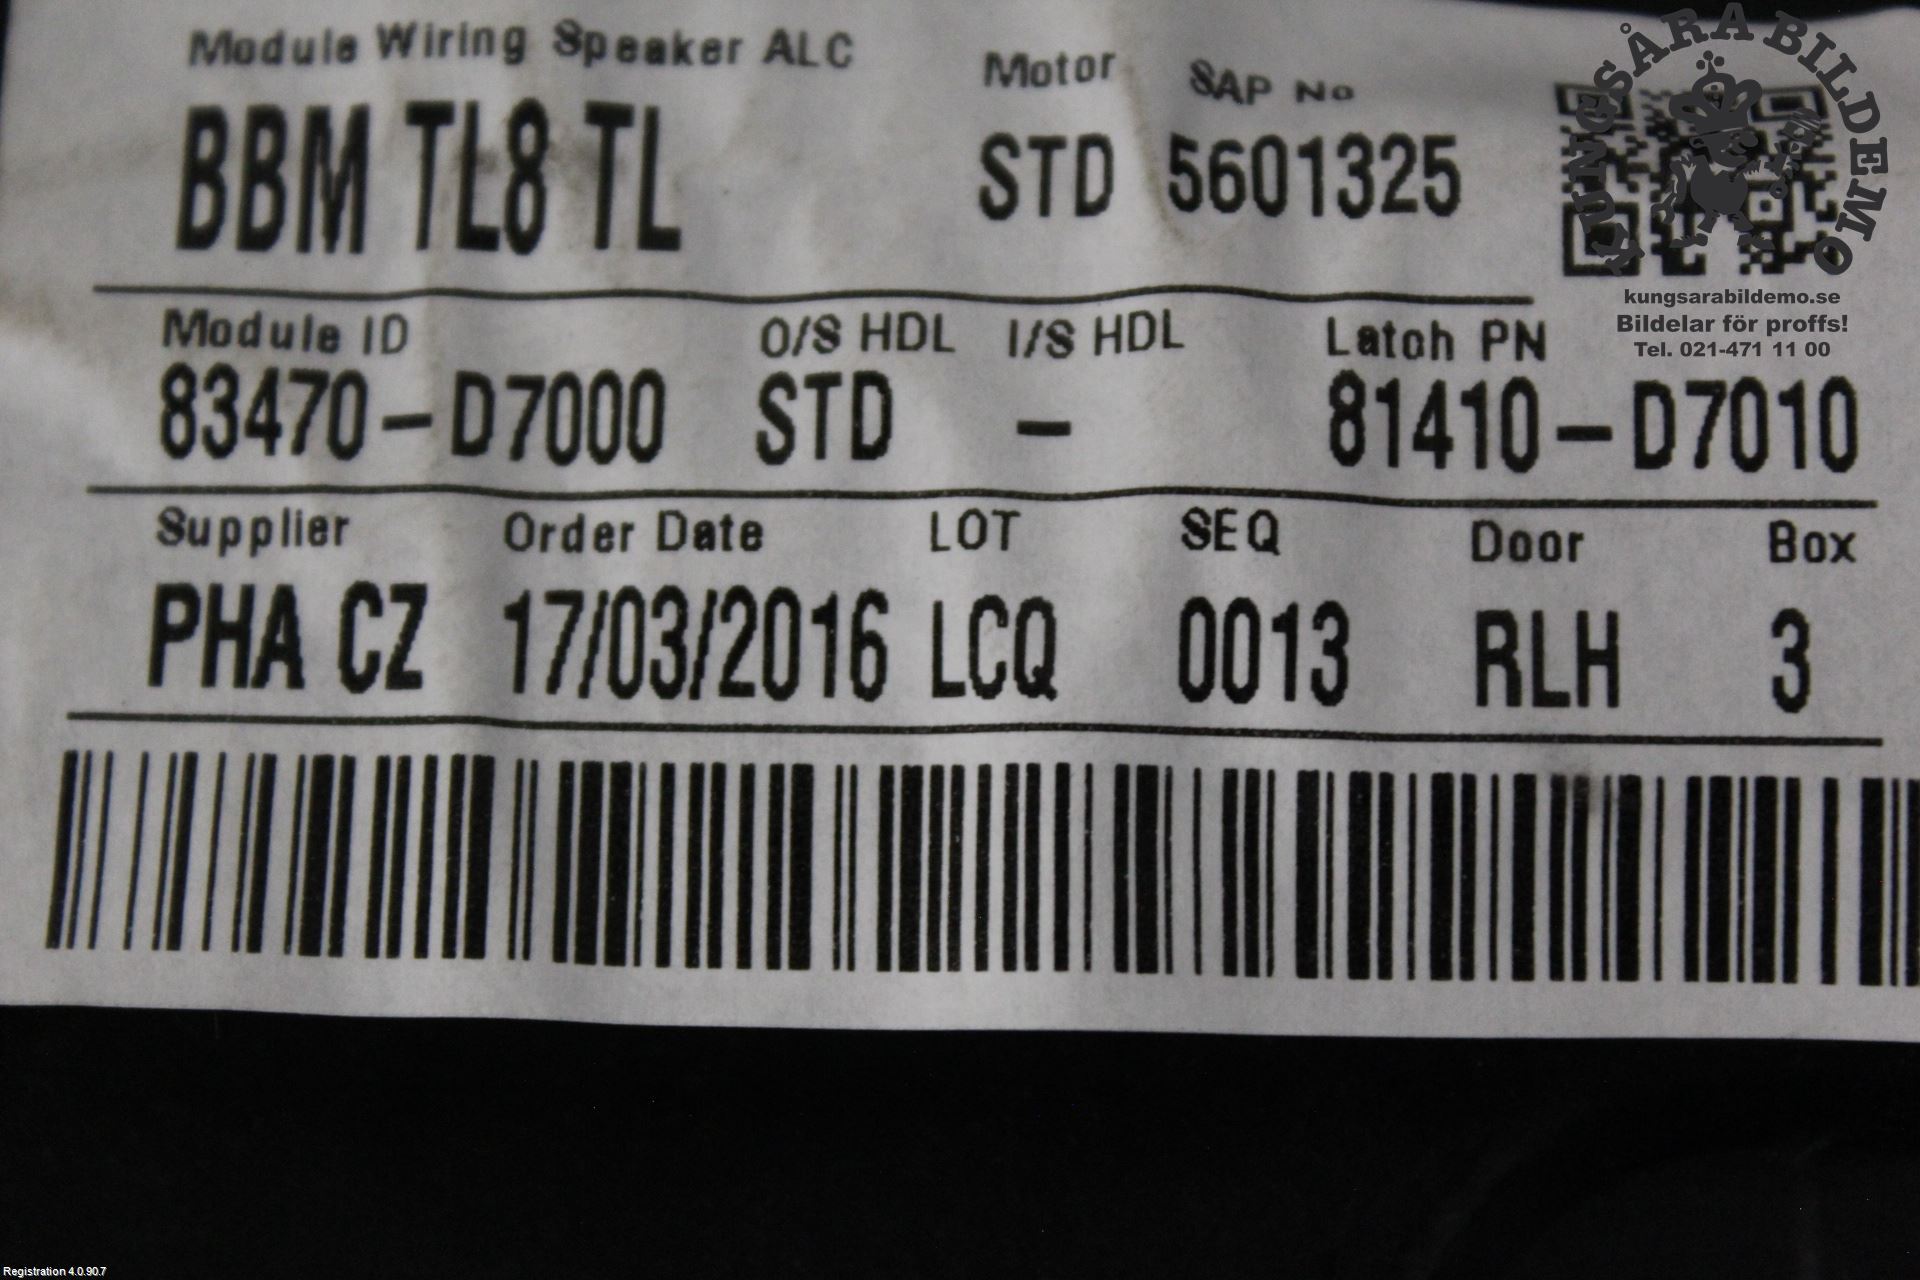 Module Wiring Speaker ALC Motor SAP No
BBM TL8 TL STD 5601325
KUNGSÅRA BILDEMO
kungsarabildemo.se
Bildelar för proffs!
Tel. 021-471 11 00
Module ID O/S HDL I/S HDL Latch PN
83470-D7000 STD - 81410-D7010
Supplier Order Date LOT SEQ Door Box
PHA CZ 17/03/2016 LCQ 0013 RLH 3
Registration 4.0.90.7